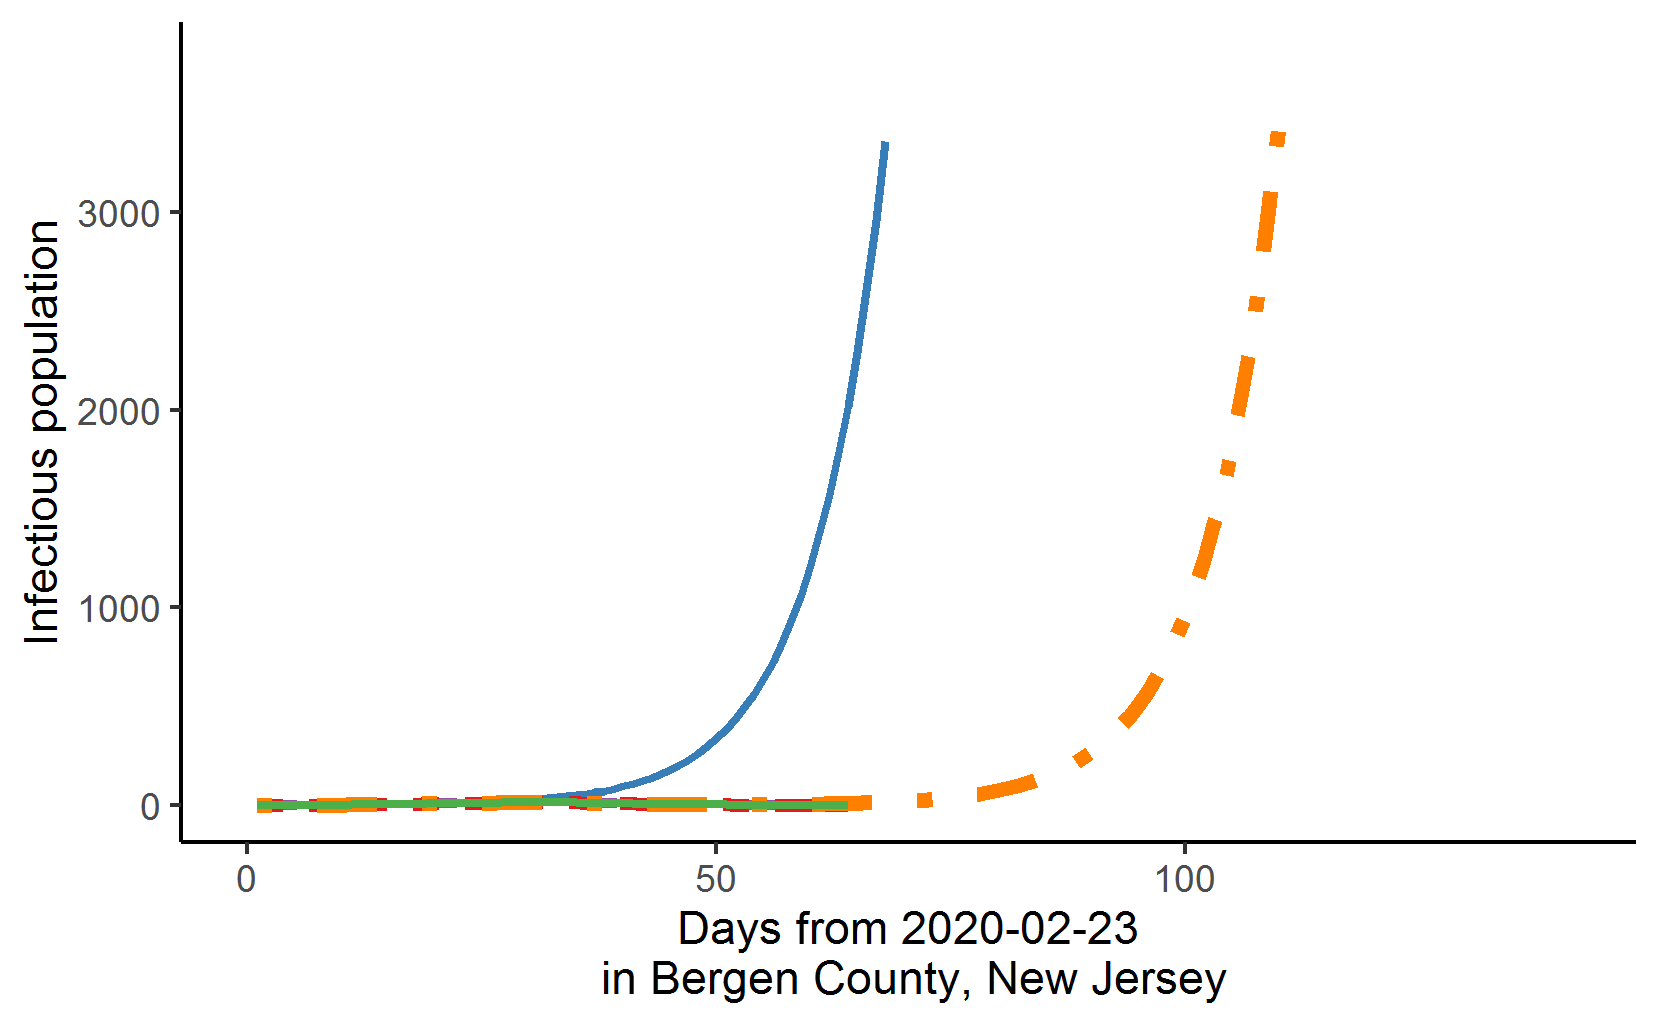 Infectious population
3000
2000
1000
0
0 50 100
Days from 2020-02-23
in Bergen County, New Jersey